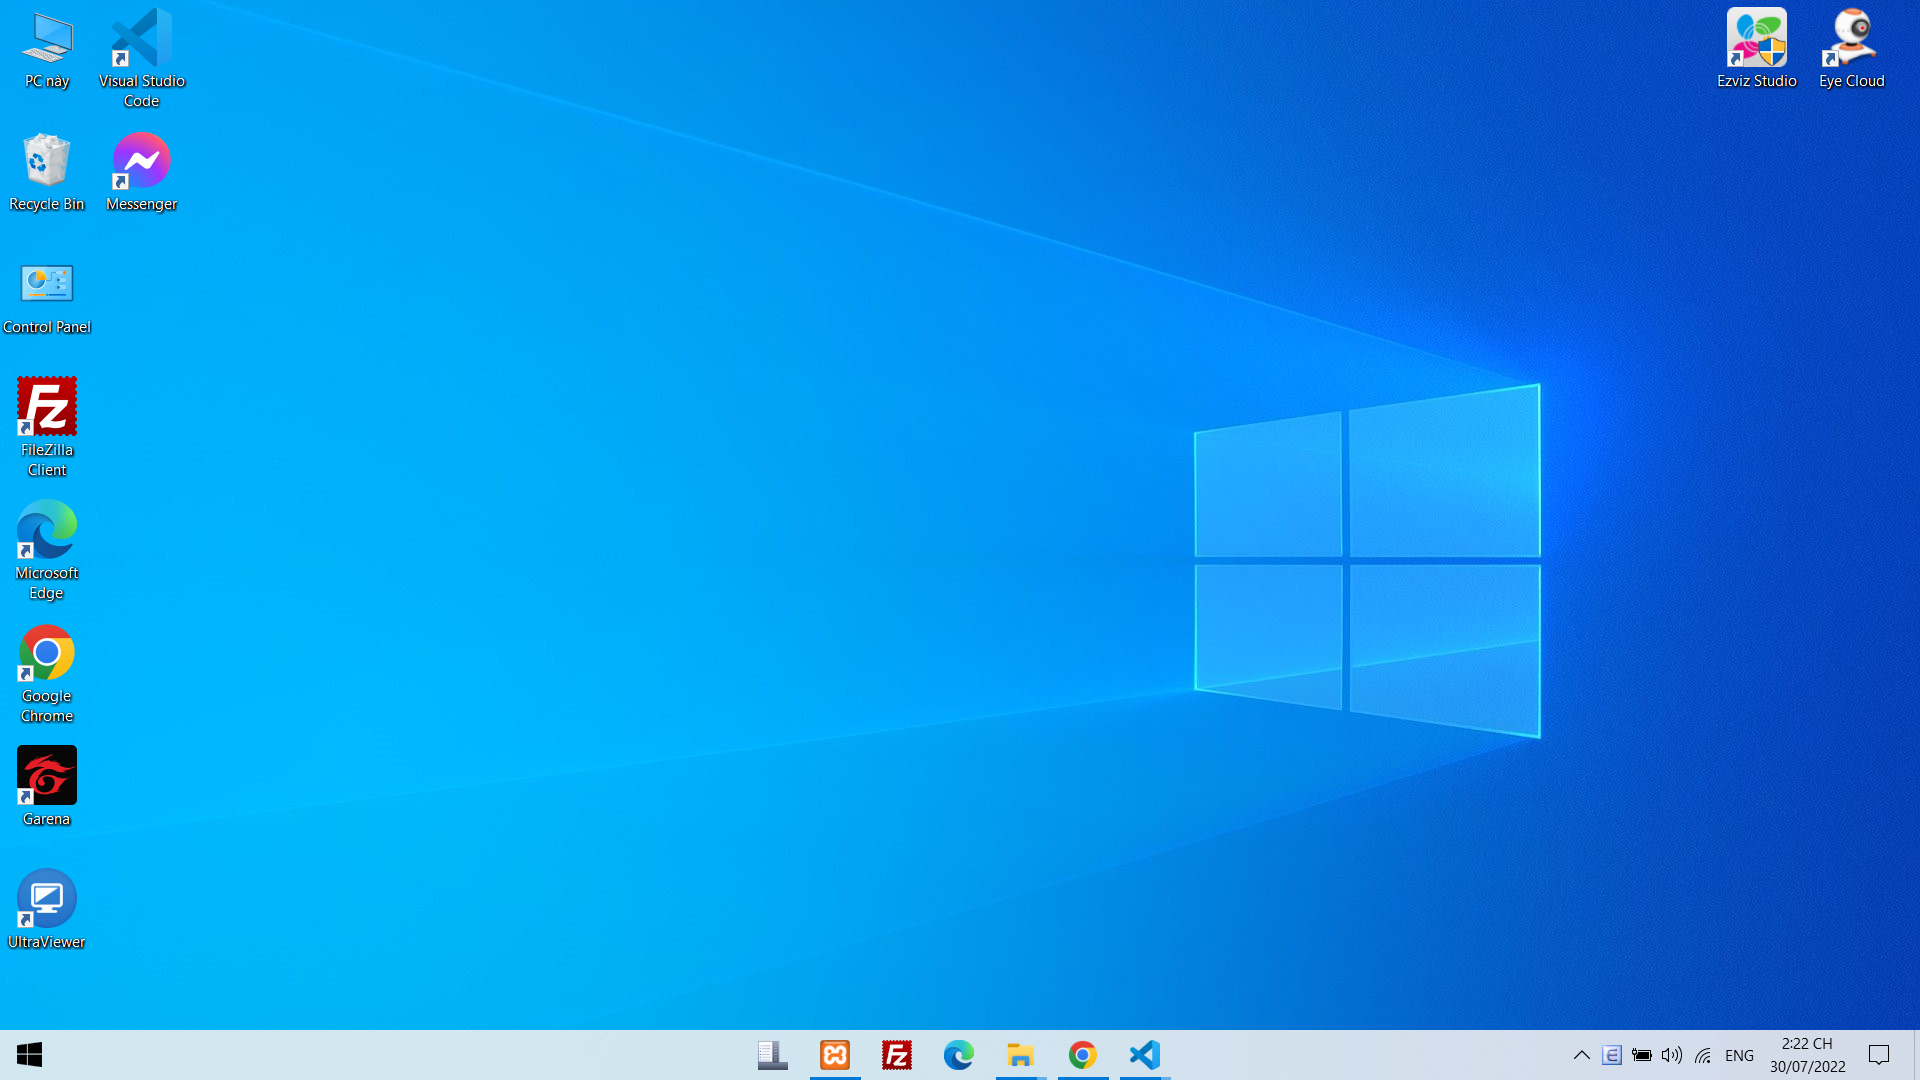 PC này
Visual Studio
Code
Ezviz Studio
Eye Cloud
Recycle Bin
Messenger
Control Panel
FileZilla
Client
Microsoft
Edge
Google
Chrome
Garena
UltraViewer
ENG
2:22 CH
30/07/2022